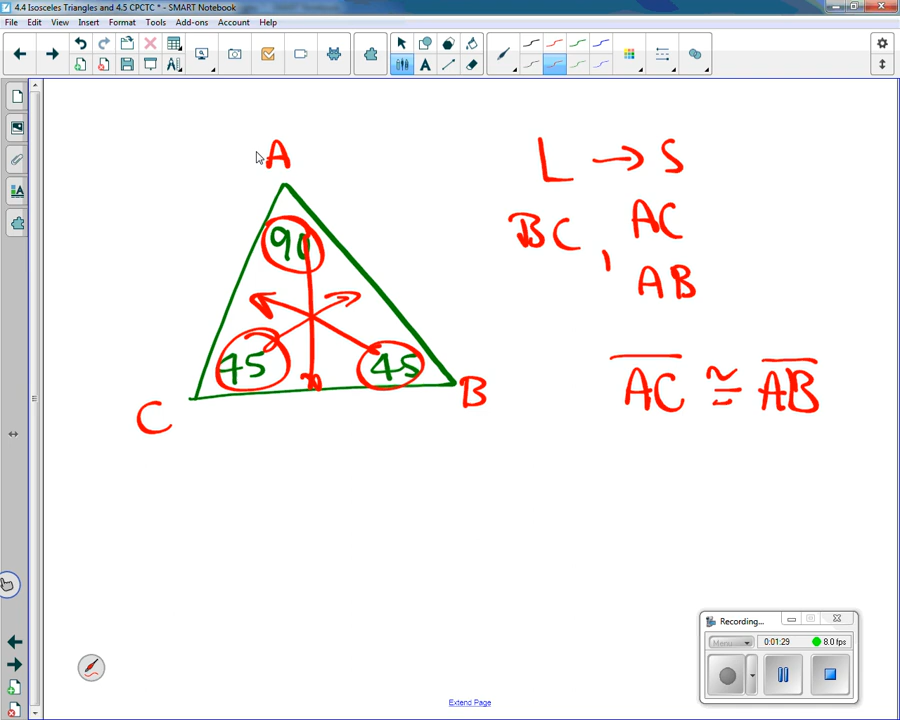 4.4 Isosceles Triangles and 4.5 CPCTC * - SMART Notebook
File Edit View Insert Format Tools Add-ons Account Help
A
L → S
90
BC , AC
AB
45
45
C
B
AC ≅ AB
Recording...
Menu
0:01:29
8.0 fps
Extend Page